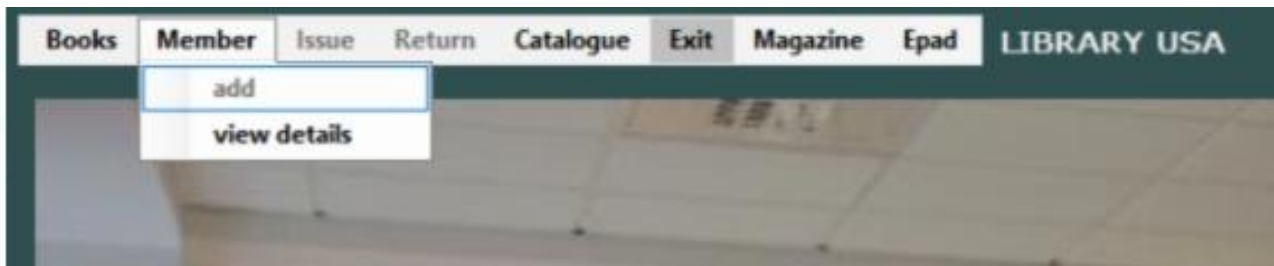 Books Member Issue Return Catalogue Exit Magazine Epad LIBRARY USA
add
view details